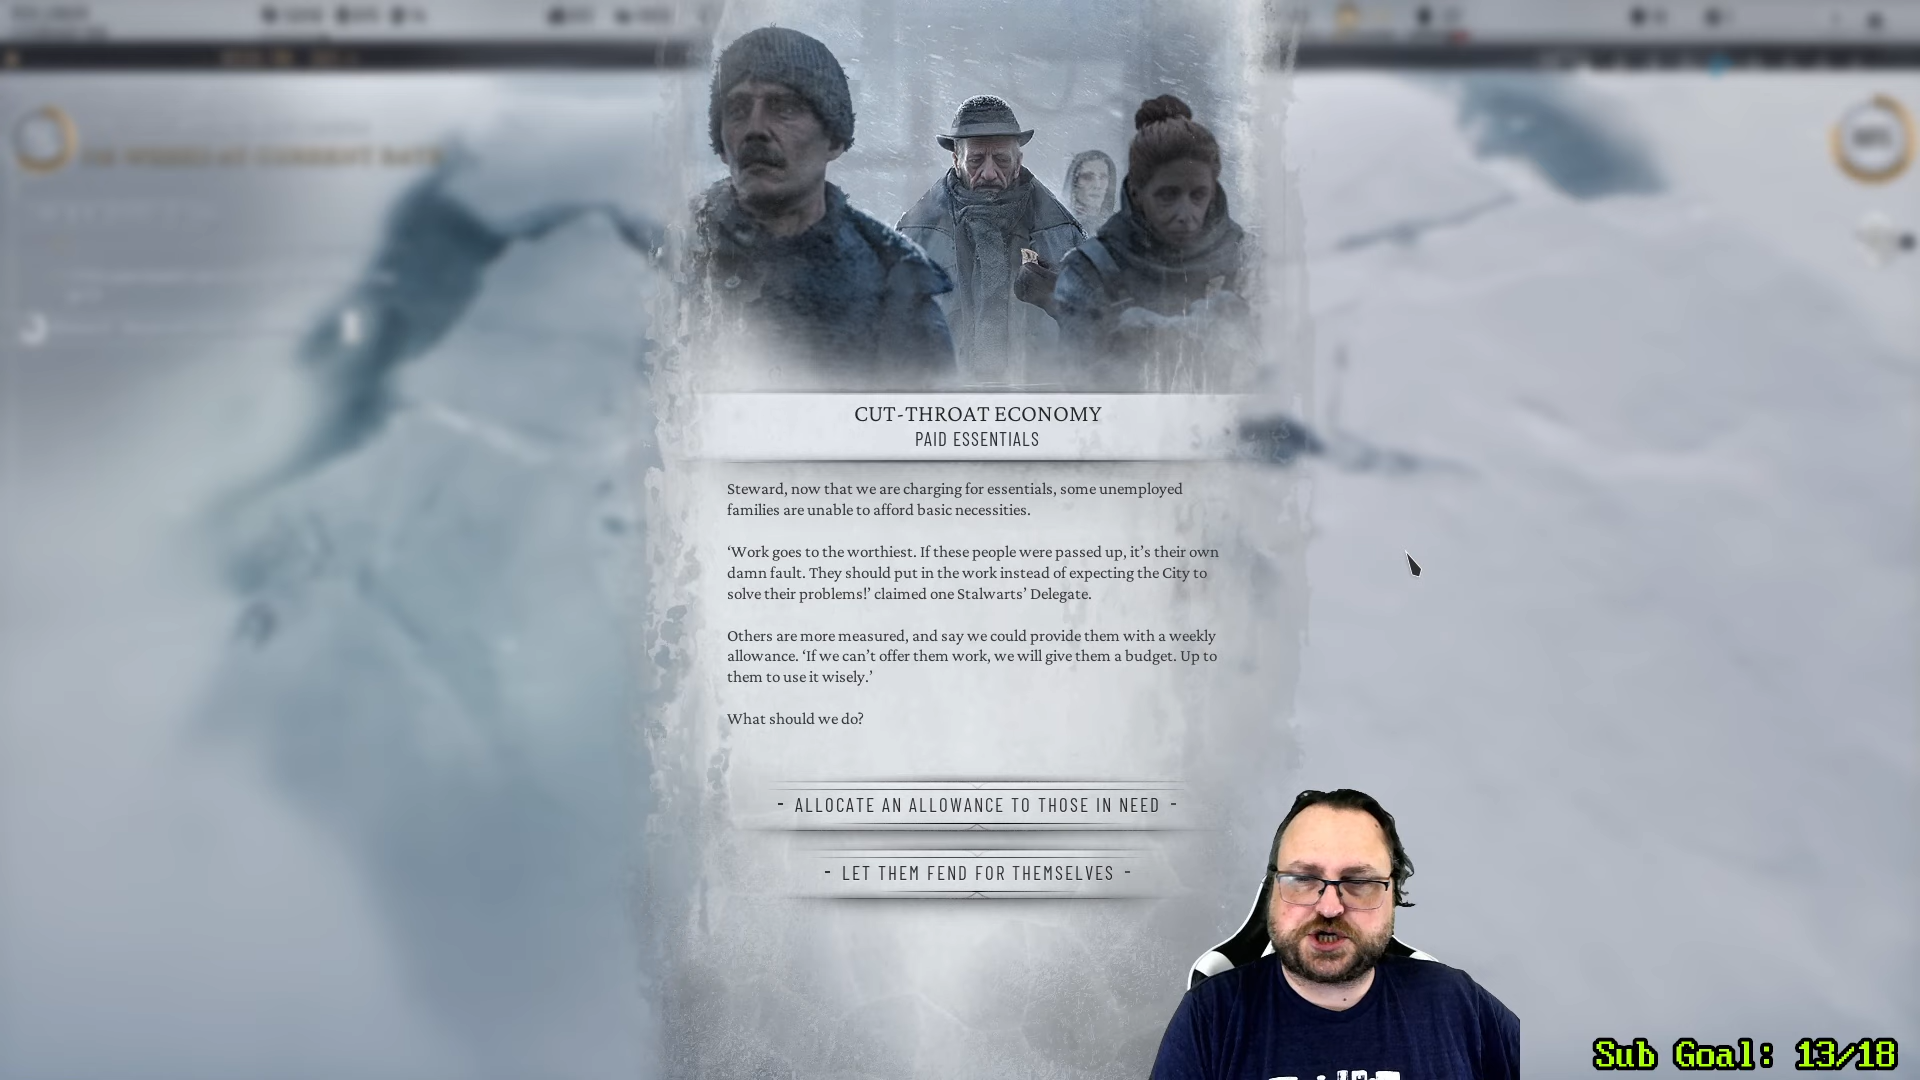 CUT-THROAT ECONOMY
PAID ESSENTIALS
Steward, now that we are charging for essentials, some unemployed
families are unable to afford basic necessities.
‘Work goes to the worthiest. If these people were passed up, it’s their own
damn fault. They should put in the work instead of expecting the City to
solve their problems!’ claimed one Stalwarts’ Delegate.
Others are more measured, and say we could provide them with a weekly
allowance. ‘If we can’t offer them work, we will give them a budget. Up to
them to use it wisely.’
What should we do?
- ALLOCATE AN ALLOWANCE TO THOSE IN NEED -
- LET THEM FEND FOR THEMSELVES -
Sub Goal: 13/18